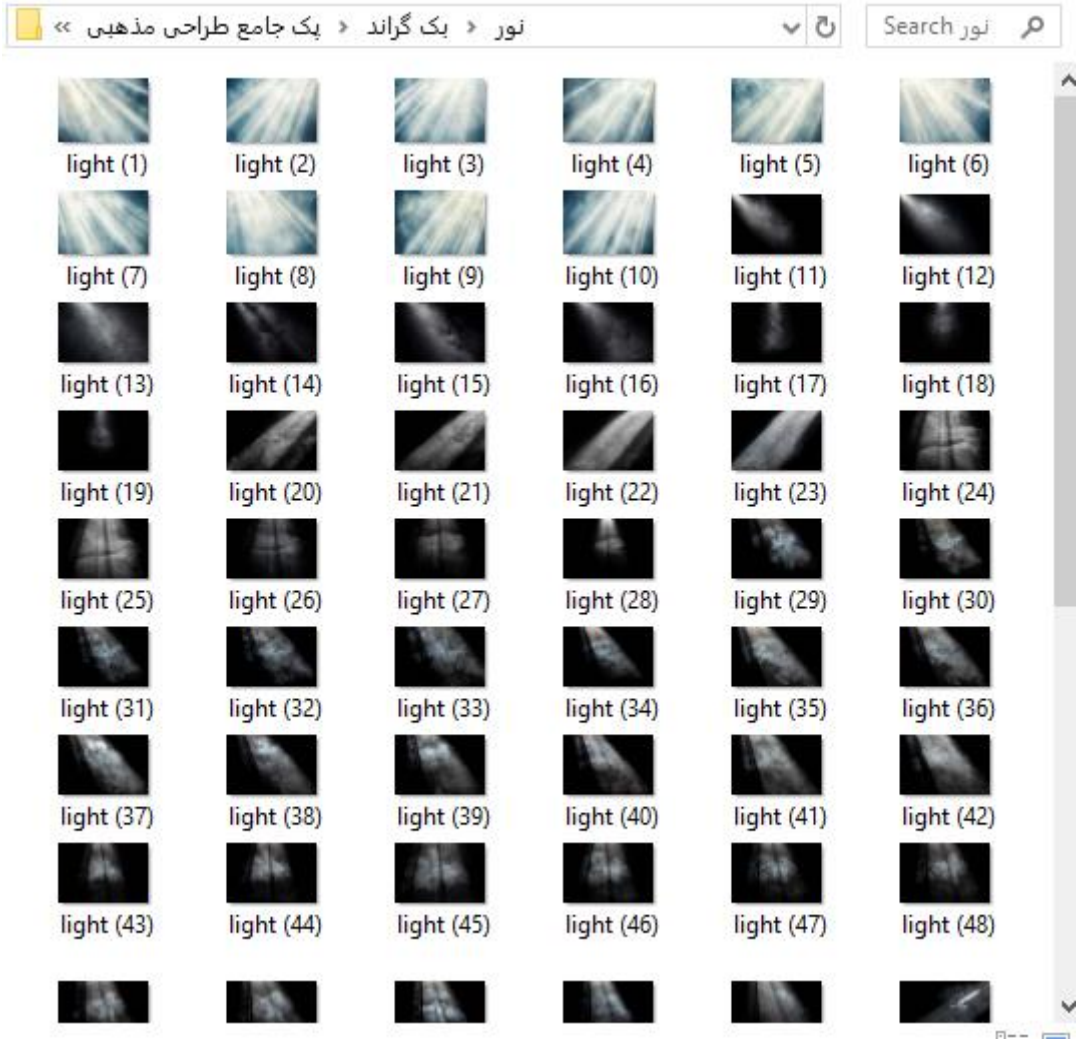 » پک جامع طراحی مذهبی › بک گراند › نور
Search نور
light (1) light (2) light (3) light (4) light (5) light (6)
light (7) light (8) light (9) light (10) light (11) light (12)
light (13) light (14) light (15) light (16) light (17) light (18)
light (19) light (20) light (21) light (22) light (23) light (24)
light (25) light (26) light (27) light (28) light (29) light (30)
light (31) light (32) light (33) light (34) light (35) light (36)
light (37) light (38) light (39) light (40) light (41) light (42)
light (43) light (44) light (45) light (46) light (47) light (48)